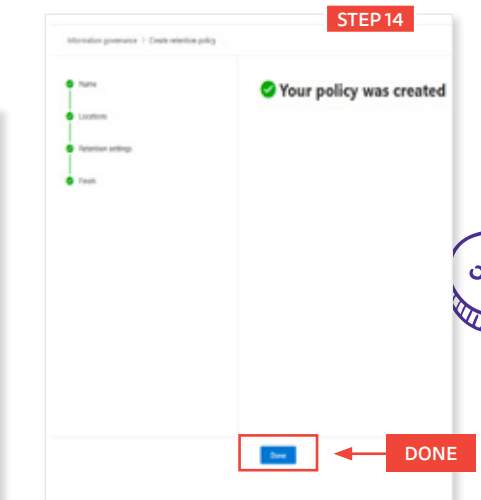 STEP 14
Information governance > Create retention policy
Name
Locations
Retention settings
Finish
Your policy was created
Done
DONE